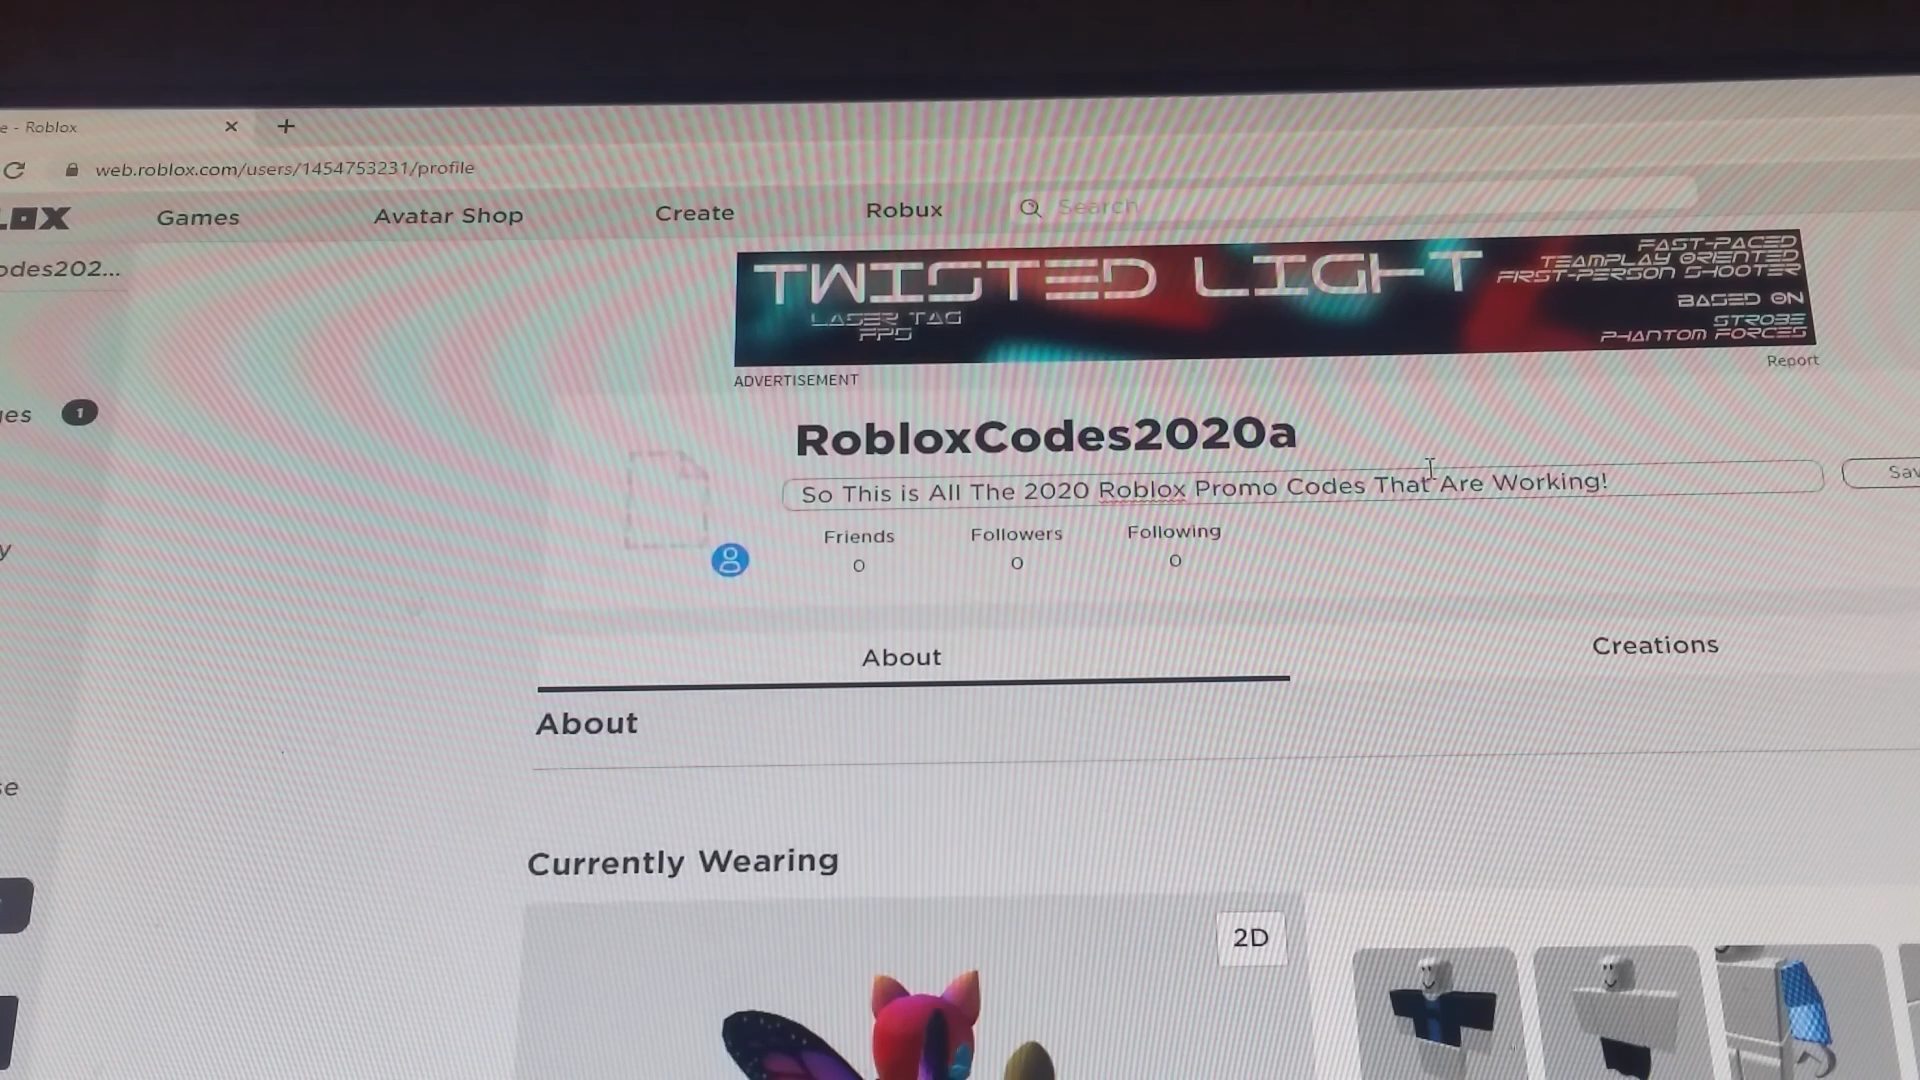 e - Roblox
web.roblox.com/users/1454753231/profile
LOX
Games
Avatar Shop
Create
Robux
Search
odes202...
TWISTED LIGHT
LASER TAG
FPS
FAST-PACED
TEAMPLAY ORIENTED
FIRST-PERSON SHOOTER
BASED ON
STROBE
PHANTOM FORCES
ADVERTISEMENT
Report
ges
1
RobloxCodes2020a
So This is All The 2020 Roblox Promo Codes That Are Working!
Sav
Friends
Followers
Following
0
0
0
y
About
Creations
About
se
Currently Wearing
2D